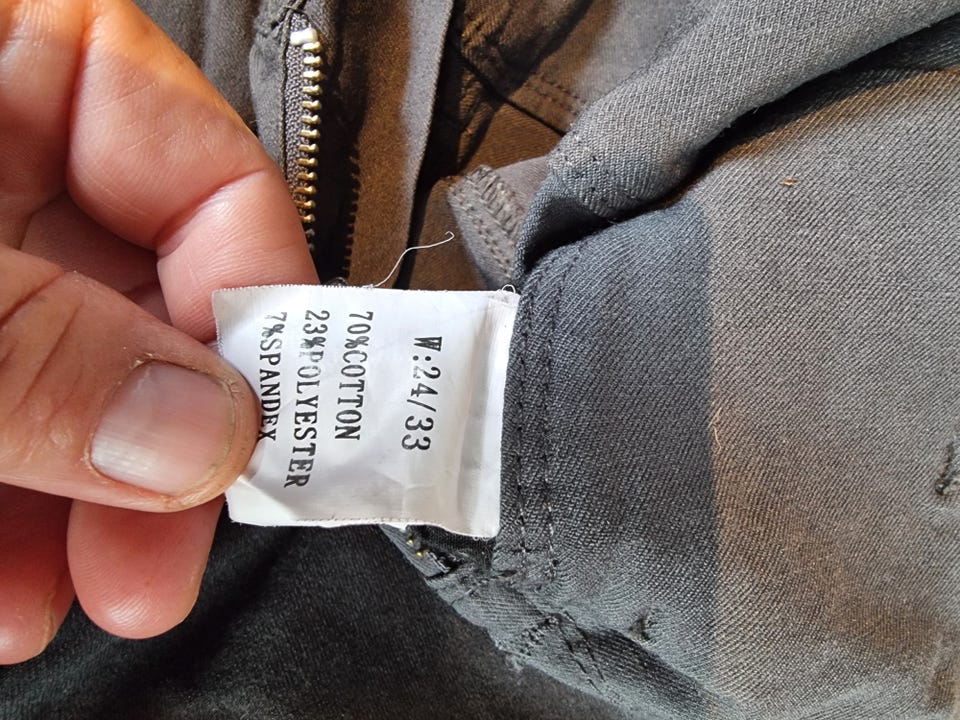 W:24/33
70%COTTON
23%POLYESTER
7%SPANDEX